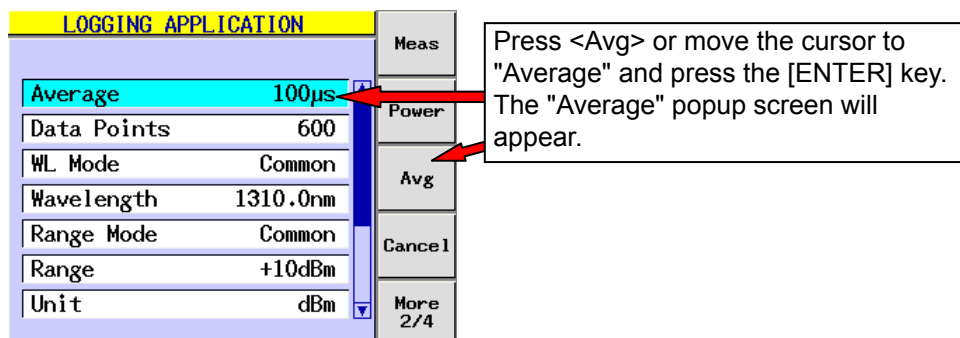 LOGGING APPLICATION
Average 100µs
Data Points 600
WL Mode Common
Wavelength 1310.0nm
Range Mode Common
Range +10dBm
Unit dBm
Meas
Power
Avg
Cancel
More
2/4
Press <Avg> or move the cursor to
"Average" and press the [ENTER] key.
The "Average" popup screen will
appear.